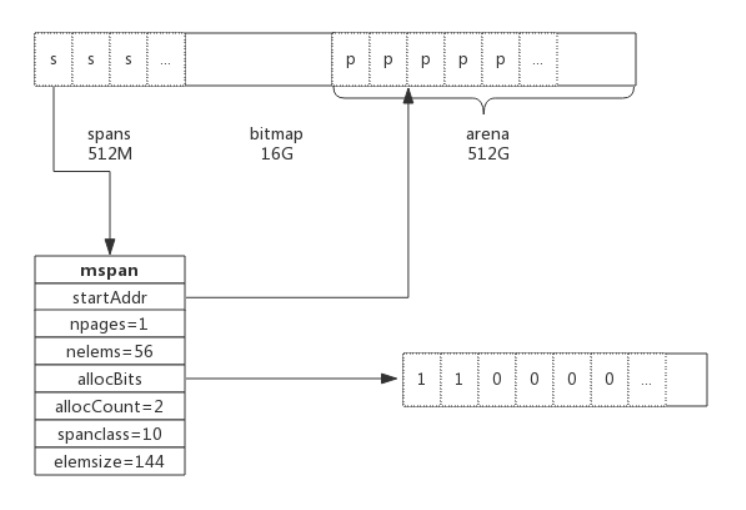 s s s ... p p p p p ...
spans bitmap arena
512M 16G 512G
mspan
startAddr
npages=1
nelems=56
allocBits
1 1 0 0 0 0 ...
allocCount=2
spanclass=10
elemsize=144